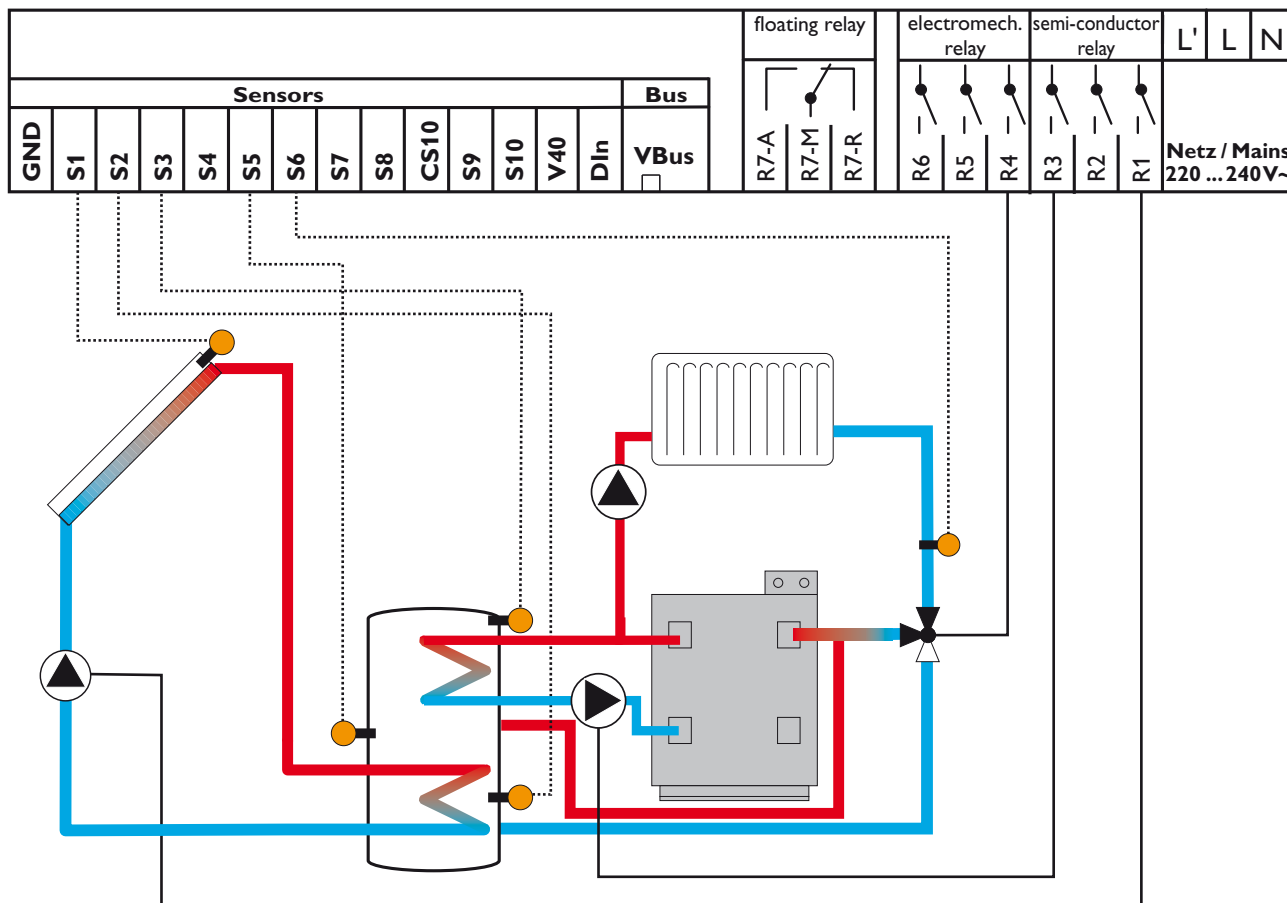 floating relay
electromech.
relay
semi-conductor
relay
L' L N
Sensors Bus
GND S1 S2 S3 S4 S5 S6 S7 S8 CS10 S9 S10 V40 DIn VBus
R7-A R7-M R7-R
R6 R5 R4 R3 R2 R1
Netz / Mains
220 ... 240V~